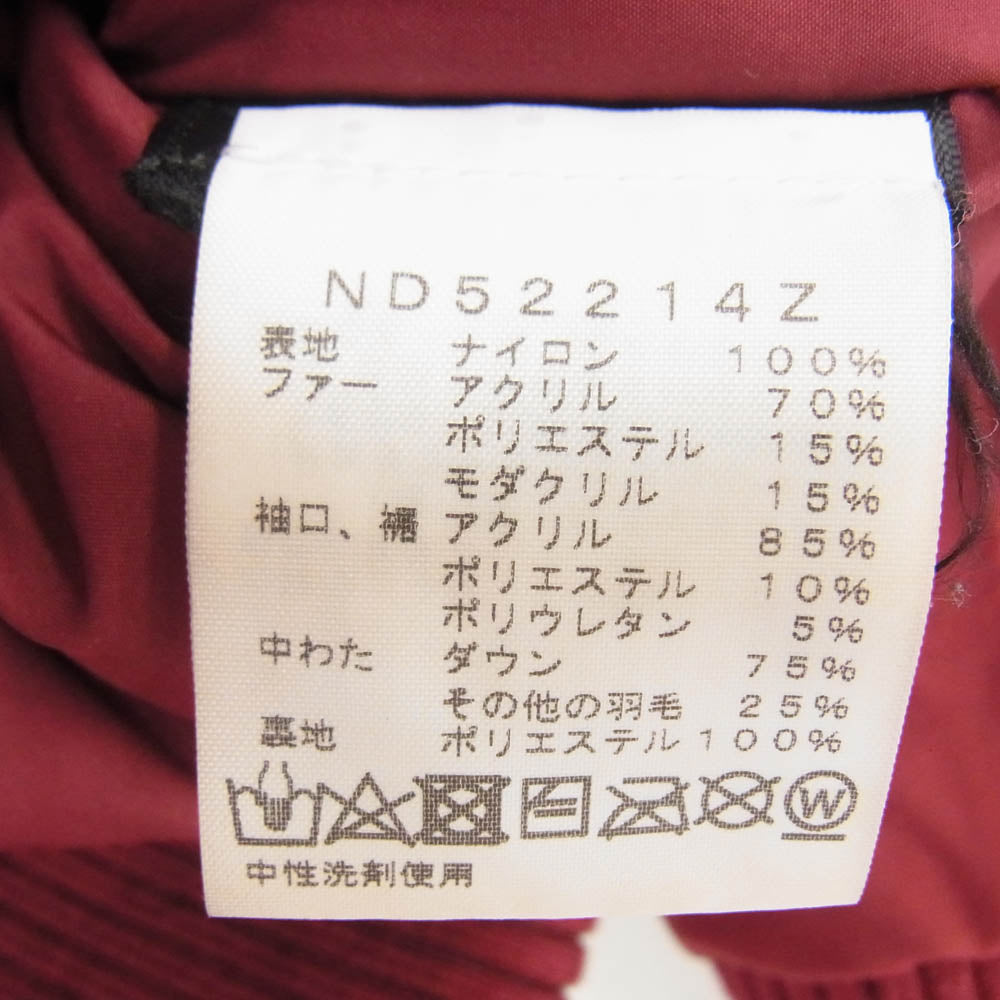 ND52214Z
表地 ナイロン 100%
ファー アクリル 70%
ポリエステル 15%
モダクリル 15%
袖口、裾 アクリル 85%
ポリエステル 10%
ポリウレタン 5%
中わた ダウン 75%
その他の羽毛 25%
裏地 ポリエステル 100%
W
中性洗剤使用